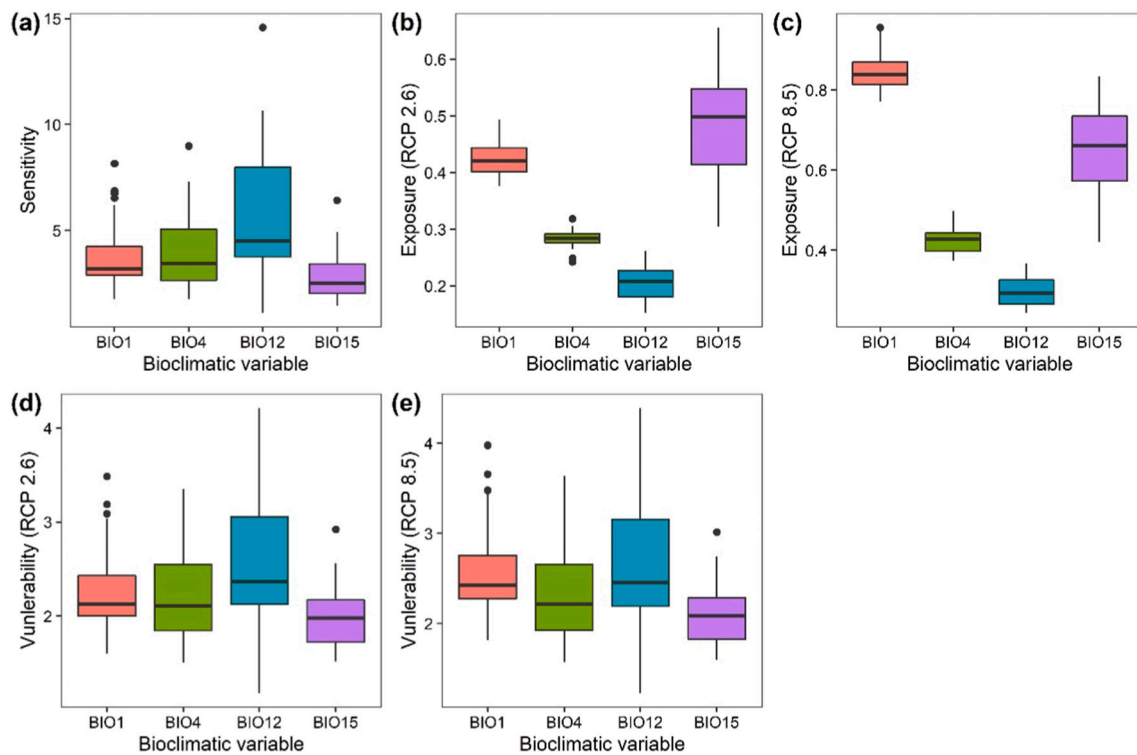 (a)
15
10
5
Sensitivity
BIO1 BIO4 BIO12 BIO15
Bioclimatic variable
(b)
0.6
0.5
0.4
0.3
0.2
Exposure (RCP 2.6)
BIO1 BIO4 BIO12 BIO15
Bioclimatic variable
(c)
0.8
0.6
0.4
Exposure (RCP 8.5)
BIO1 BIO4 BIO12 BIO15
Bioclimatic variable
(d)
4
3
2
Vunlerability (RCP 2.6)
BIO1 BIO4 BIO12 BIO15
Bioclimatic variable
(e)
4
3
2
Vunlerability (RCP 8.5)
BIO1 BIO4 BIO12 BIO15
Bioclimatic variable